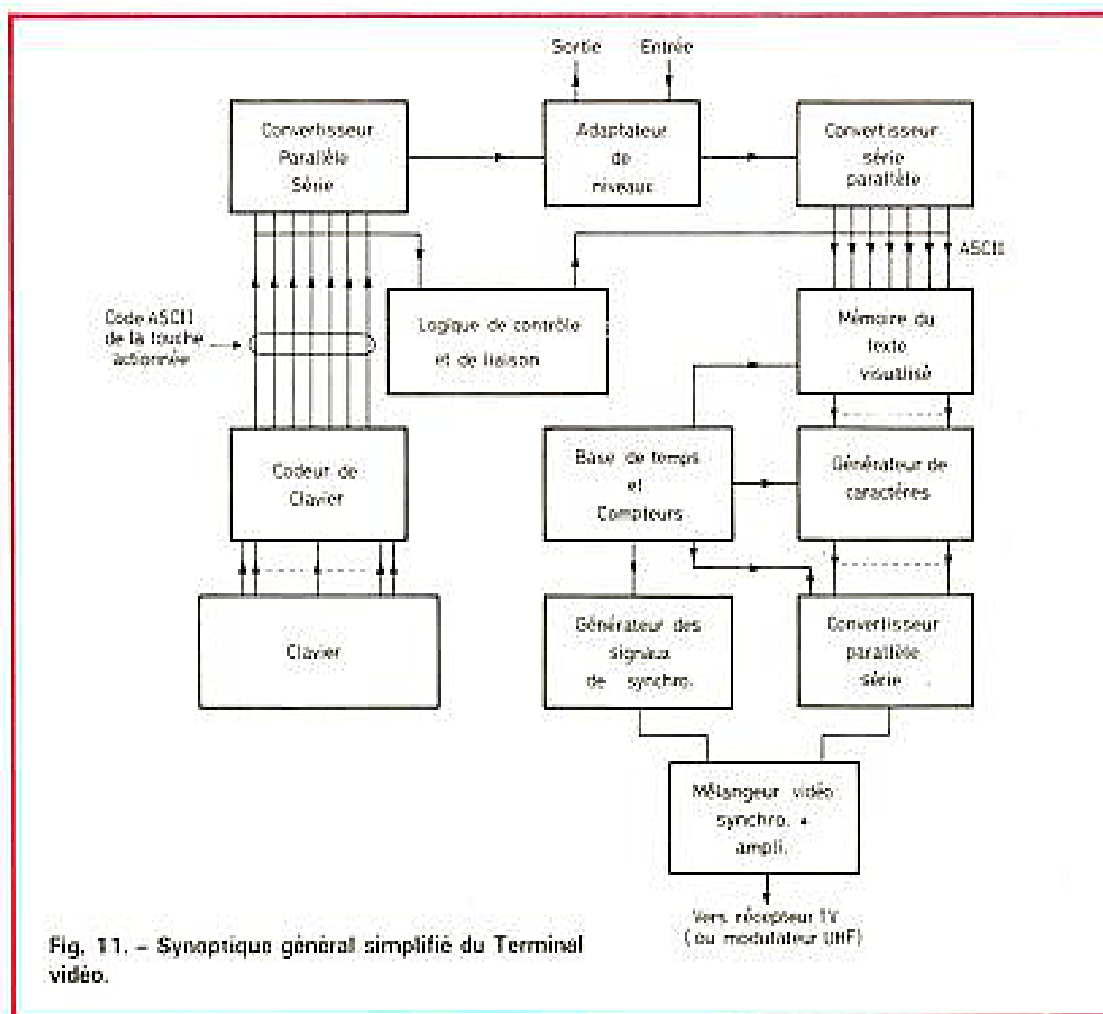 Sortie Entrée
Convertisseur
Parallèle
Série
Adaptateur
de
niveaux
Convertisseur
série
parallèle
ASCII
Code ASCII
de la touche
actionnée
Logique de contrôle
et de liaison
Mémoire du
texte
visualisé
Codeur de
Clavier
Base de temps
et
Compteurs
Générateur de
caractères
Clavier
Générateur des
signaux
de synchro.
Convertisseur
parallèle
série
Mélangeur vidéo
synchro. +
ampli.
Vers récepteur TV
(ou modulateur UHF)
Fig. 11. – Synoptique général simplifié du Terminal
vidéo.